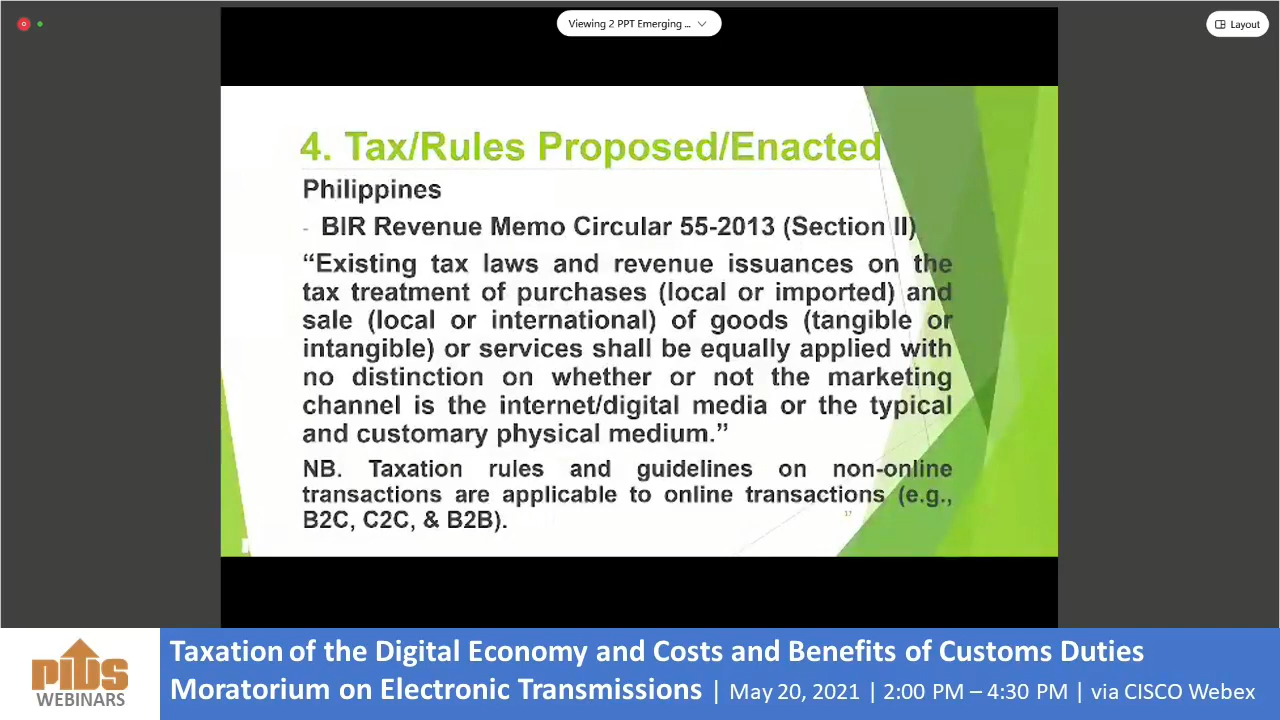 Viewing 2 PPT Emerging ...
Layout
4. Tax/Rules Proposed/Enacted
Philippines
- BIR Revenue Memo Circular 55-2013 (Section II)
“Existing tax laws and revenue issuances on the
tax treatment of purchases (local or imported) and
sale (local or international) of goods (tangible or
intangible) or services shall be equally applied with
no distinction on whether or not the marketing
channel is the internet/digital media or the typical
and customary physical medium.”
NB. Taxation rules and guidelines on non-online
transactions are applicable to online transactions (e.g.,
B2C, C2C, & B2B).
17
PIDS
WEBINARS
Taxation of the Digital Economy and Costs and Benefits of Customs Duties
Moratorium on Electronic Transmissions | May 20, 2021 | 2:00 PM – 4:30 PM | via CISCO Webex